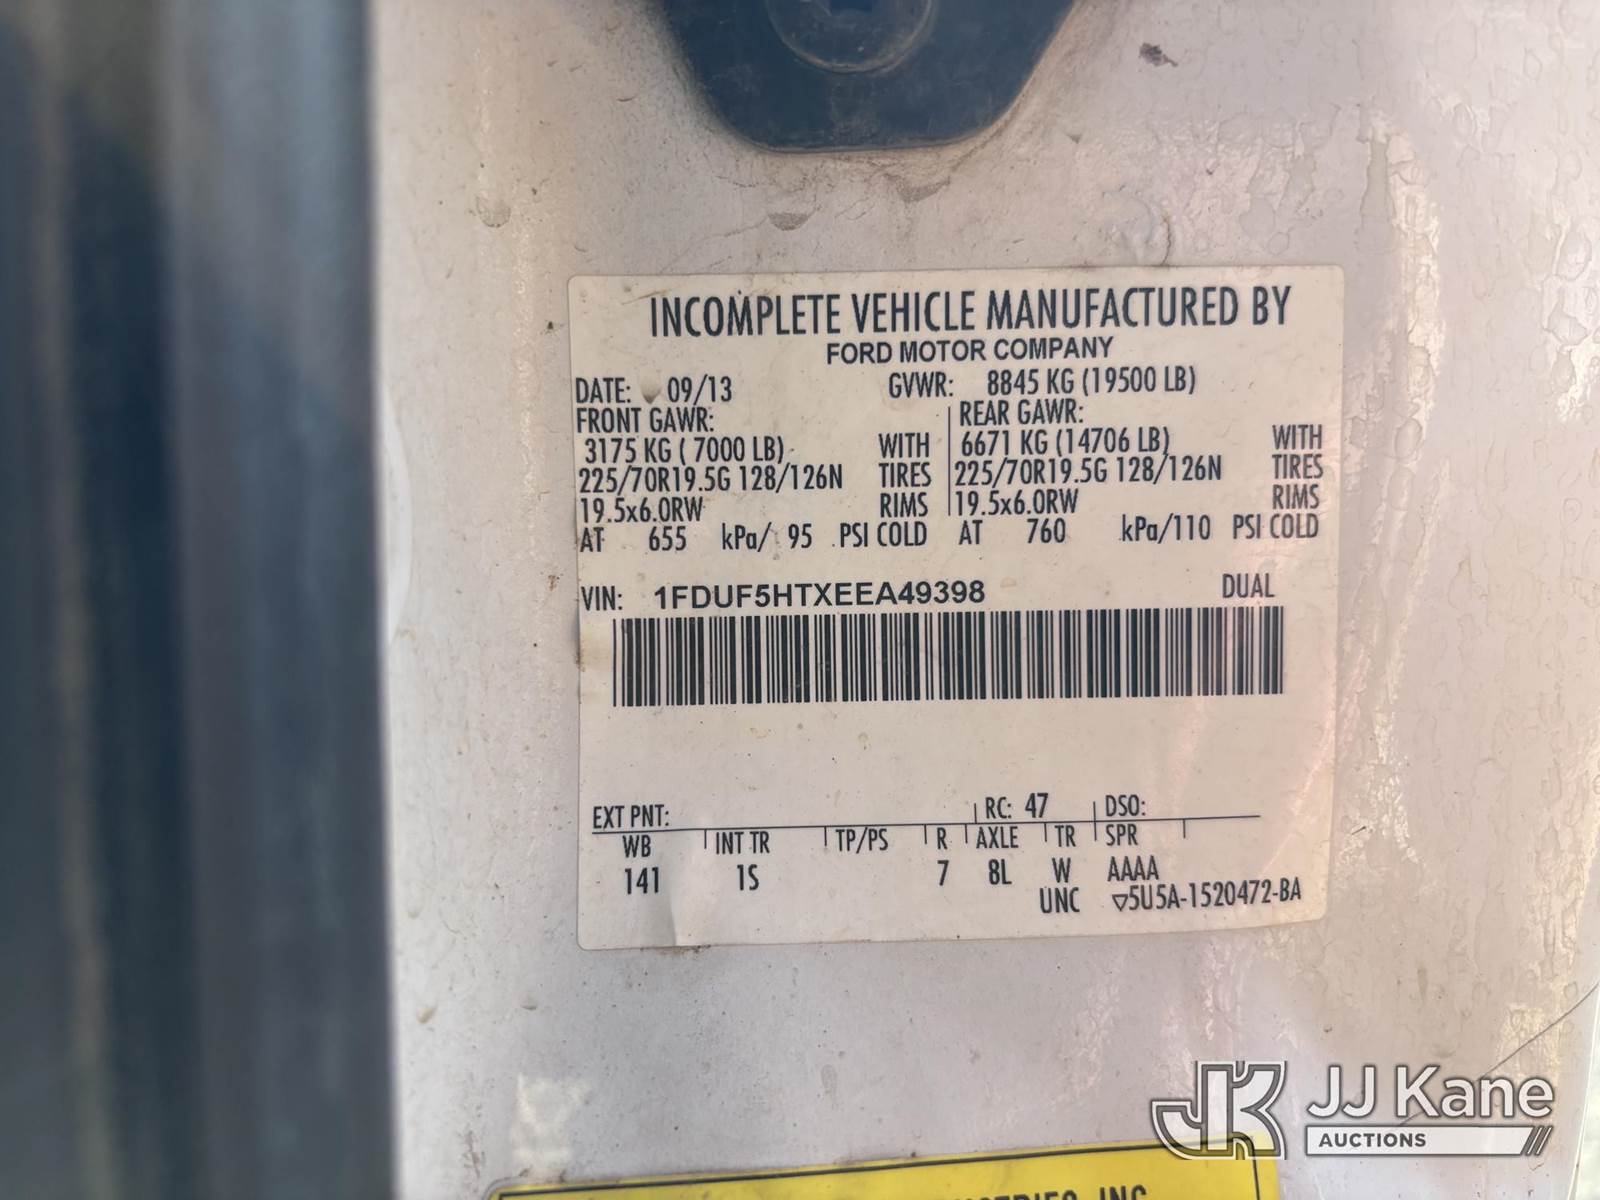 INCOMPLETE VEHICLE MANUFACTURED BY
FORD MOTOR COMPANY
DATE: 09/13 GVWR: 8845 KG (19500 LB)
FRONT GAWR: REAR GAWR:
3175 KG ( 7000 LB) WITH 6671 KG (14706 LB) WITH
225/70R19.5G 128/126N TIRES 225/70R19.5G 128/126N TIRES
19.5x6.0RW RIMS 19.5x6.0RW RIMS
AT 655 kPa/ 95 PSI COLD AT 760 kPa/110 PSI COLD
VIN: 1FDUF5HTXEEA49398 DUAL
EXT PNT: RC: 47 DSO:
WB INT TR TP/PS R AXLE TR SPR
141 1S 7 8L W AAAA
UNC ▽5U5A-1520472-BA
JK JJ Kane
AUCTIONS
INC